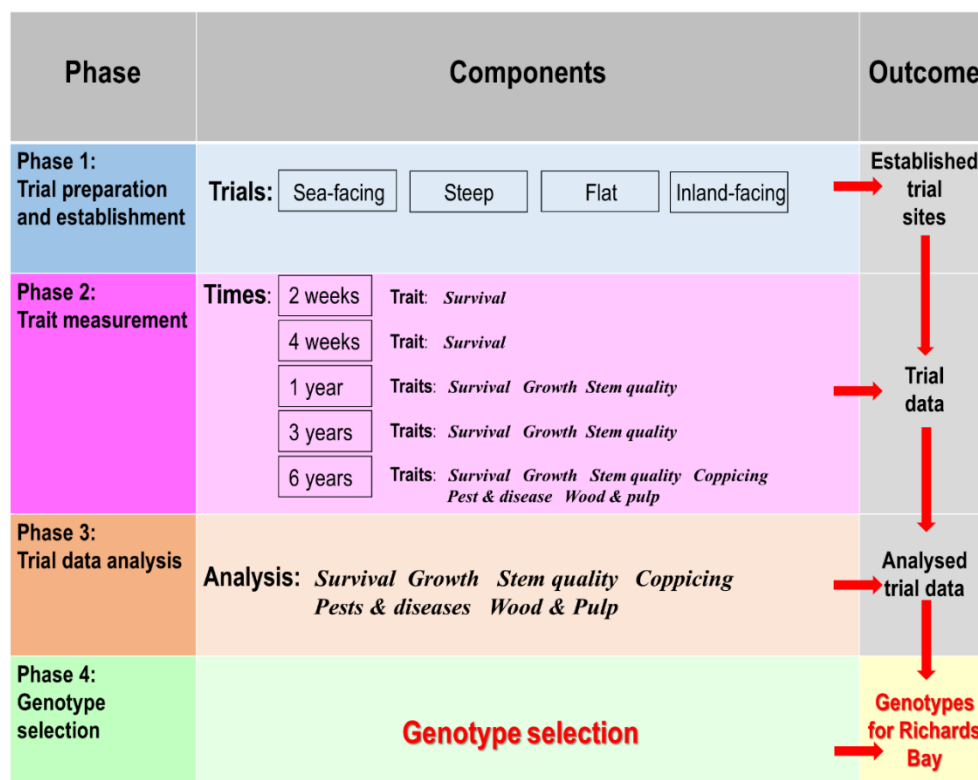 Phase
Components
Outcome
Phase 1:
Trial preparation
and establishment
Trials:
Sea-facing
Steep
Flat
Inland-facing
Established
trial
sites
Phase 2:
Trait measurement
Times:
2 weeks
Trait: Survival
4 weeks
Trait: Survival
1 year
Traits: Survival Growth Stem quality
3 years
Traits: Survival Growth Stem quality
6 years
Traits: Survival Growth Stem quality Coppicing
Pest & disease Wood & pulp
Trial
data
Phase 3:
Trial data analysis
Analysis: Survival Growth Stem quality Coppicing
Pests & diseases Wood & Pulp
Analysed
trial data
Phase 4:
Genotype
selection
Genotype selection
Genotypes
for Richards
Bay